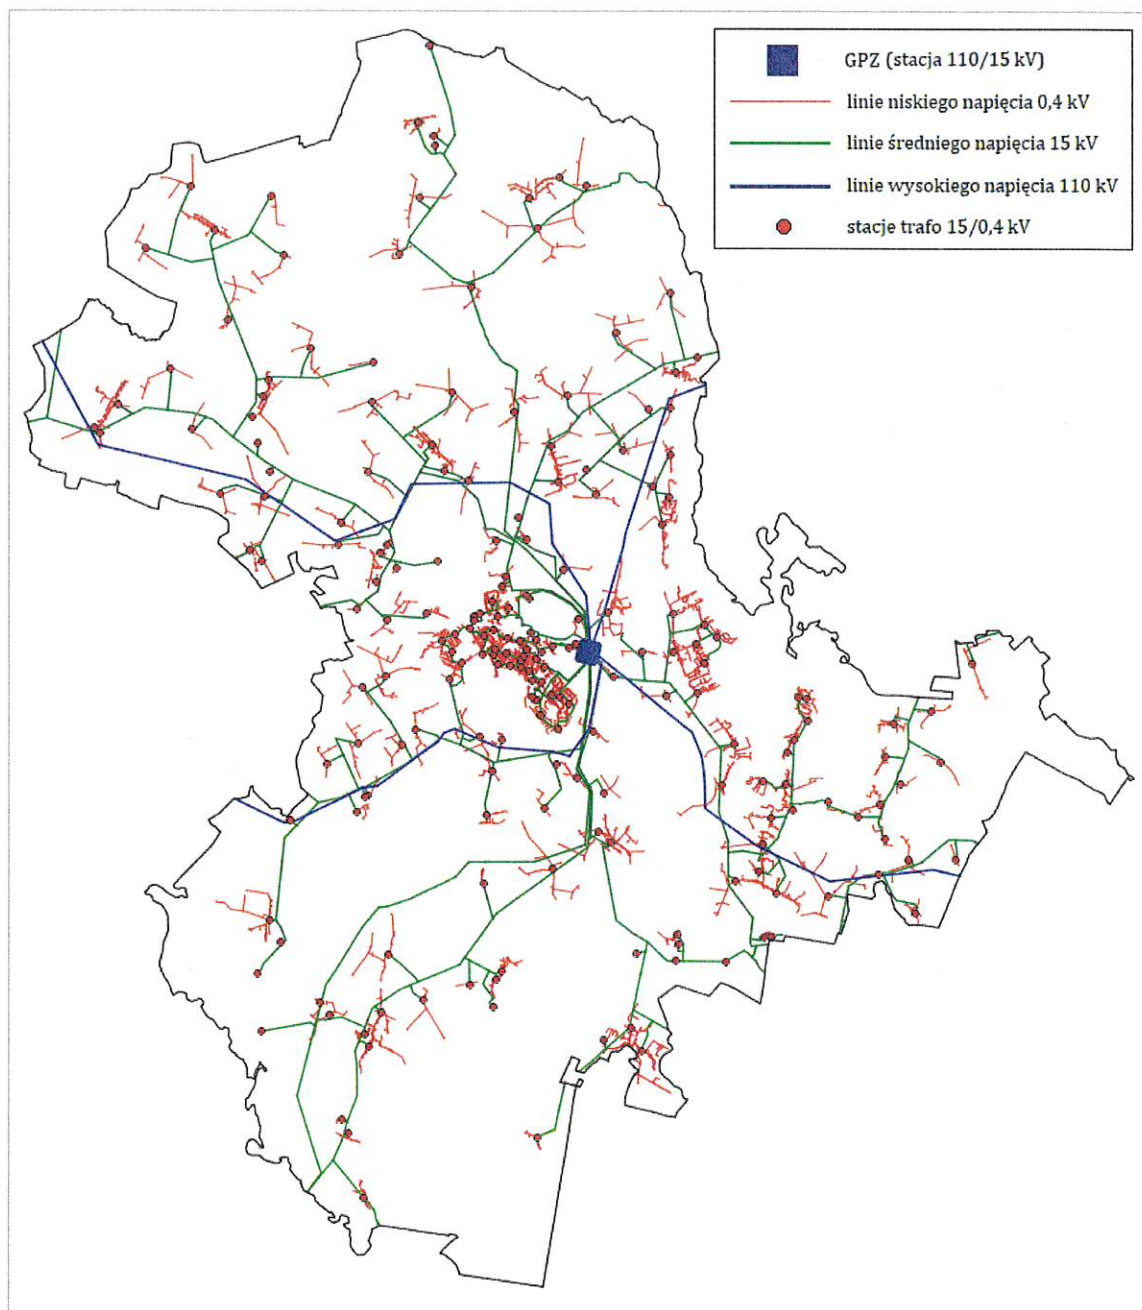 GPZ (stacja 110/15 kV)
linie niskiego napięcia 0,4 kV
linie średniego napięcia 15 kV
linie wysokiego napięcia 110 kV
stacje trafo 15/0,4 kV